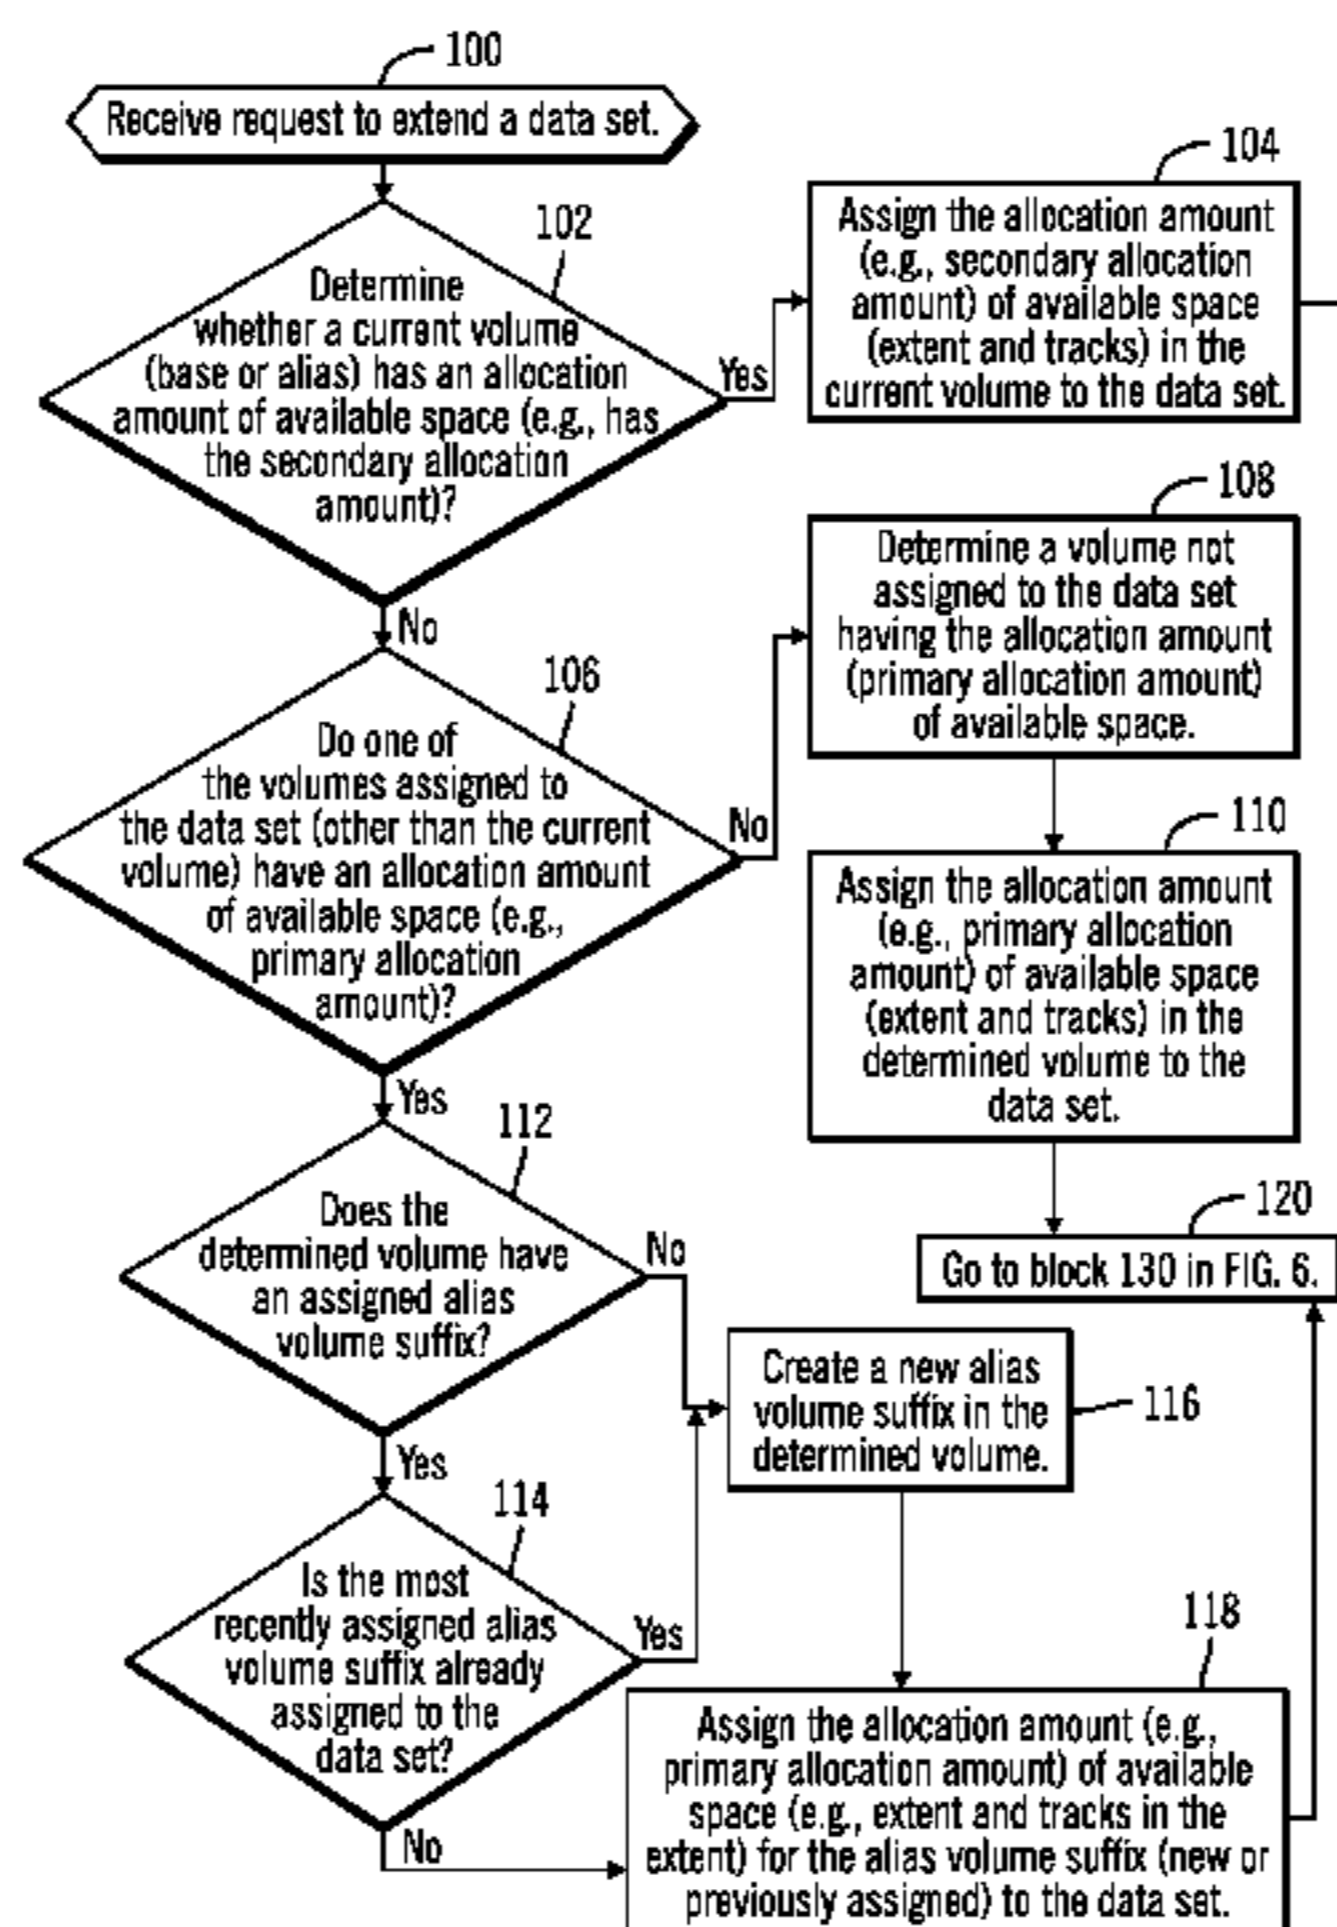 100
Receive request to extend a data set.
102
Determine
whether a current volume
(base or alias) has an allocation
amount of available space (e.g., has
the secondary allocation
amount)?
Yes
No
104
Assign the allocation amount
(e.g., secondary allocation
amount) of available space
(extent and tracks) in the
current volume to the data set.
106
Do one of
the volumes assigned to
the data set (other than the current
volume) have an allocation amount
of available space (e.g.,
primary allocation
amount)?
No
Yes
108
Determine a volume not
assigned to the data set
having the allocation amount
(primary allocation amount)
of available space.
110
Assign the allocation amount
(e.g., primary allocation
amount) of available space
(extent and tracks) in the
determined volume to the
data set.
112
Does the
determined volume have
an assigned alias
volume suffix?
No
Yes
120
Go to block 130 in FIG. 6.
Create a new alias
volume suffix in the
determined volume.
116
114
Is the most
recently assigned alias
volume suffix already
assigned to the
data set?
Yes
No
118
Assign the allocation amount (e.g.,
primary allocation amount) of available
space (e.g., extent and tracks in the
extent) for the alias volume suffix (new or
previously assigned) to the data set.